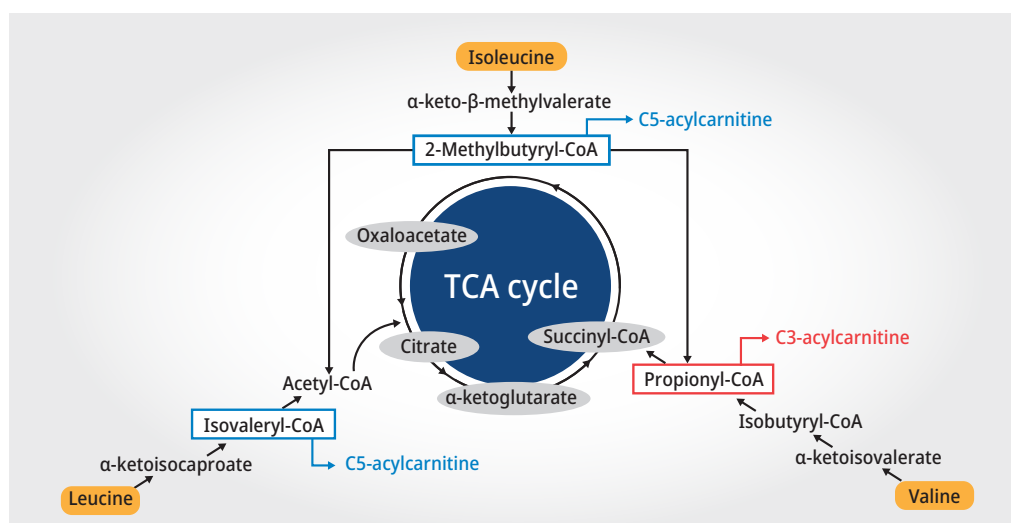 Isoleucine
α-keto-β-methylvalerate
C5-acylcarnitine
2-Methylbutyryl-CoA
Oxaloacetate
TCA cycle
Citrate
Succinyl-CoA
C3-acylcarnitine
Acetyl-CoA
α-ketoglutarate
Propionyl-CoA
Isovaleryl-CoA
Isobutyryl-CoA
α-ketoisocaproate
C5-acylcarnitine
α-ketoisovalerate
Leucine
Valine